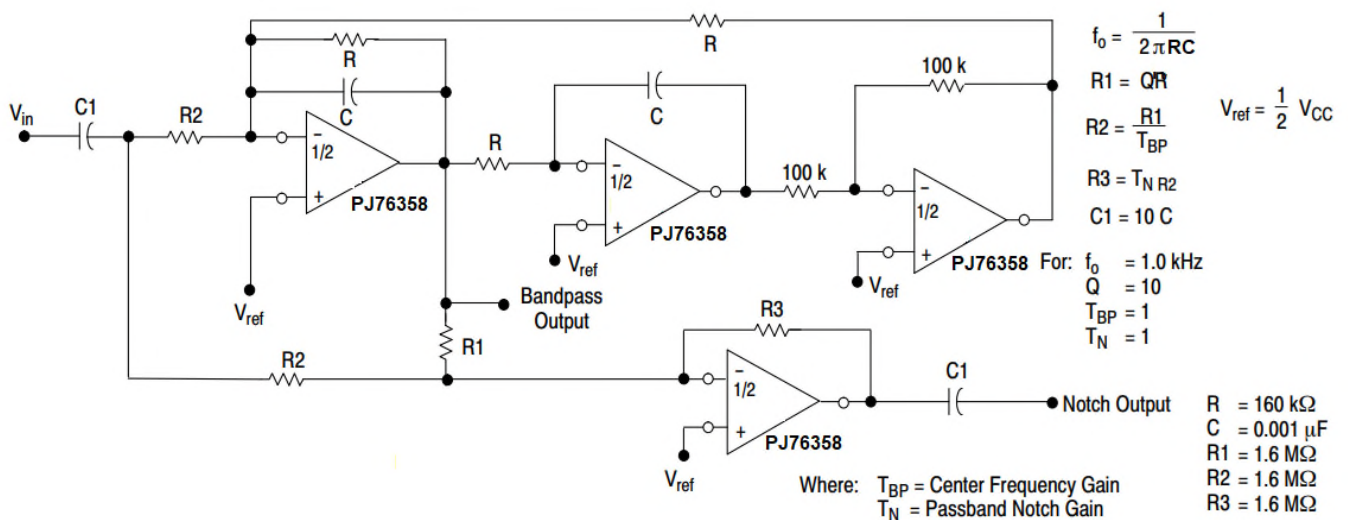 R
fo = 1 / 2πRC
R
100 k
R1 = QR
Vin
C1
R2
C
C
Vref = 1/2 VCC
R2 = R1 / TBP
−
1/2
+
PJ76358
R
−
1/2
+
PJ76358
100 k
−
1/2
+
PJ76358
R3 = TN R2
C1 = 10 C
Vref
Vref
Vref
For: fo = 1.0 kHz
Q = 10
TBP = 1
TN = 1
Bandpass
Output
R3
R1
R2
−
1/2
+
PJ76358
C1
Notch Output
Vref
R = 160 kΩ
C = 0.001 μF
R1 = 1.6 MΩ
R2 = 1.6 MΩ
R3 = 1.6 MΩ
Where: TBP = Center Frequency Gain
TN = Passband Notch Gain